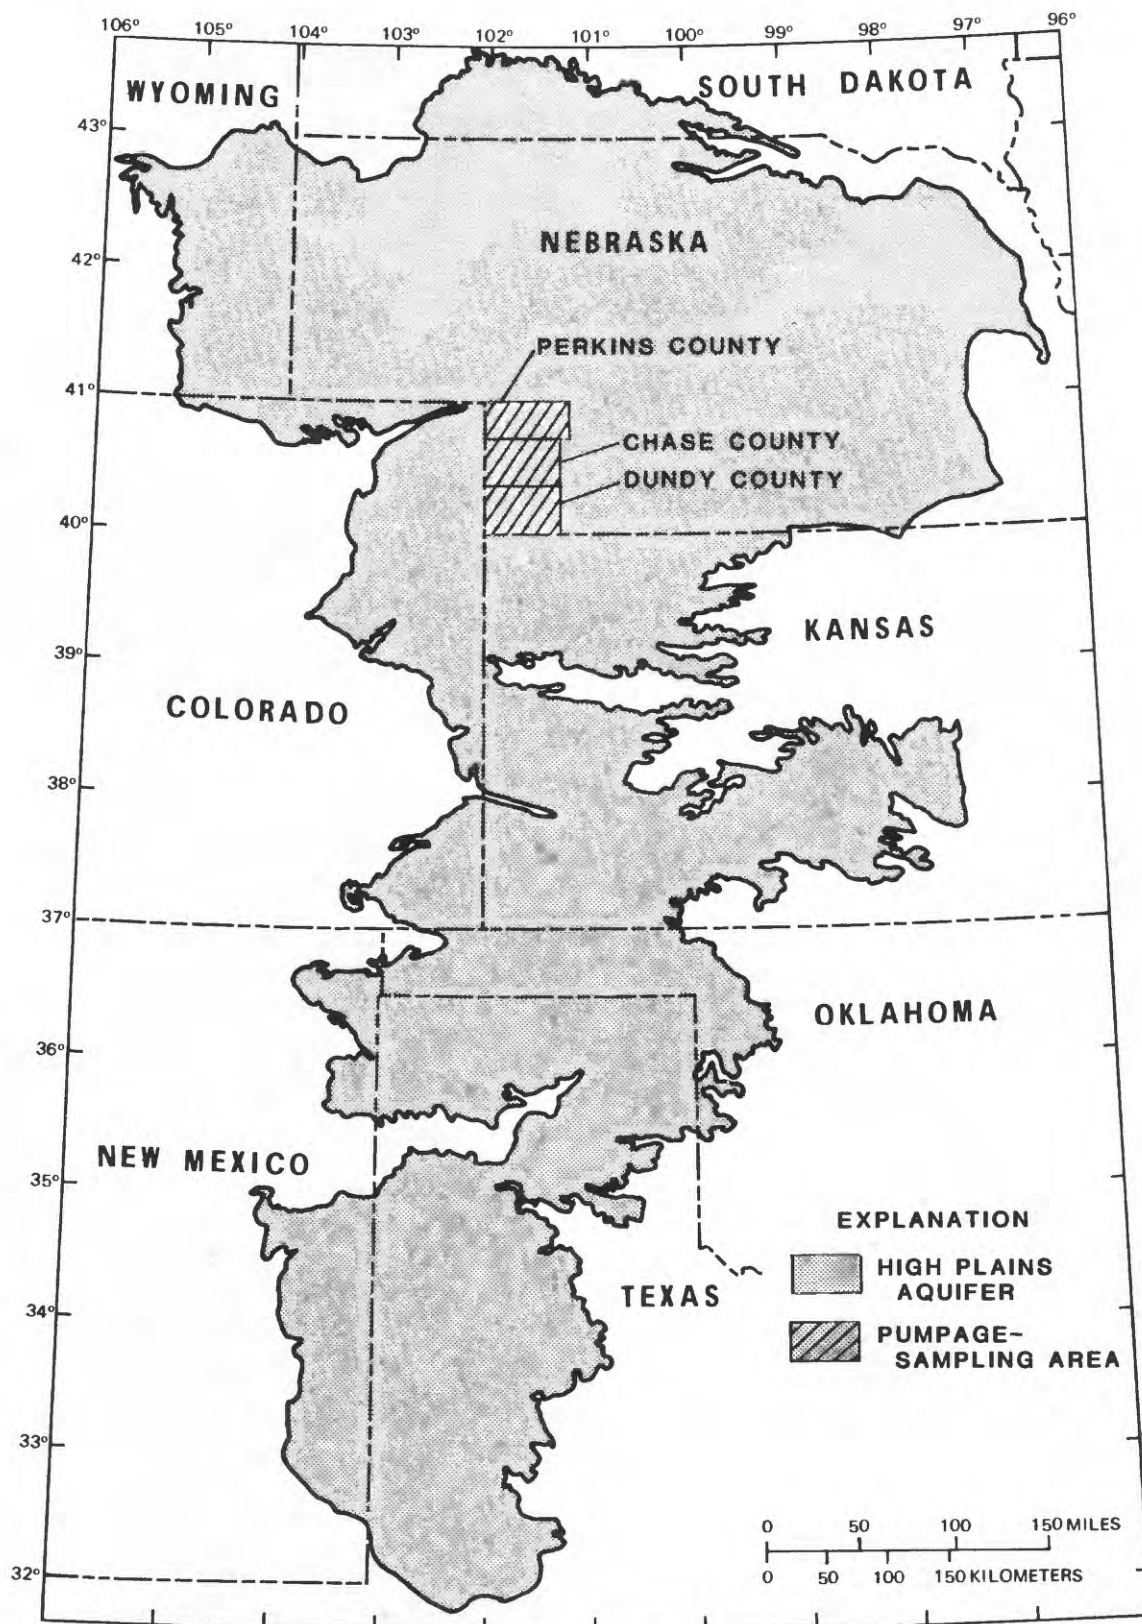 106° 105° 104° 103° 102° 101° 100° 99° 98° 97° 96°
WYOMING
SOUTH DAKOTA
43°
NEBRASKA
42°
PERKINS COUNTY
41°
CHASE COUNTY
DUNDY COUNTY
40°
KANSAS
39°
COLORADO
38°
37°
OKLAHOMA
36°
NEW MEXICO
35°
EXPLANATION
HIGH PLAINS
AQUIFER
TEXAS
34°
PUMPAGE-
SAMPLING AREA
33°
0 50 100 150 MILES
32°
0 50 100 150 KILOMETERS